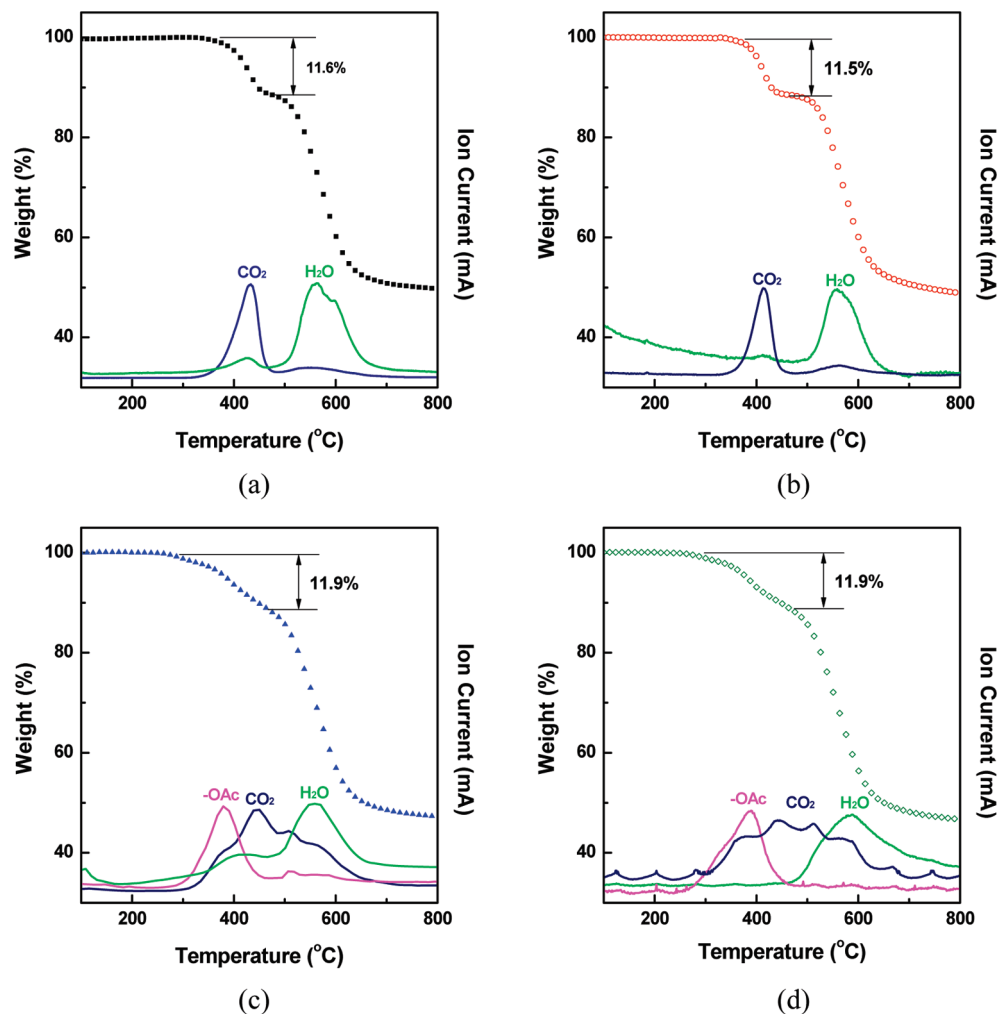 100
80
60
40
200
400
600
800
Weight (%)
Ion Current (mA)
Temperature (°C)
11.6%
CO₂
H₂O
(a)
100
80
60
40
200
400
600
800
Weight (%)
Ion Current (mA)
Temperature (°C)
11.5%
CO₂
H₂O
(b)
100
80
60
40
200
400
600
800
Weight (%)
Ion Current (mA)
Temperature (°C)
11.9%
-OAc
CO₂
H₂O
(c)
100
80
60
40
200
400
600
800
Weight (%)
Ion Current (mA)
Temperature (°C)
11.9%
-OAc
CO₂
H₂O
(d)